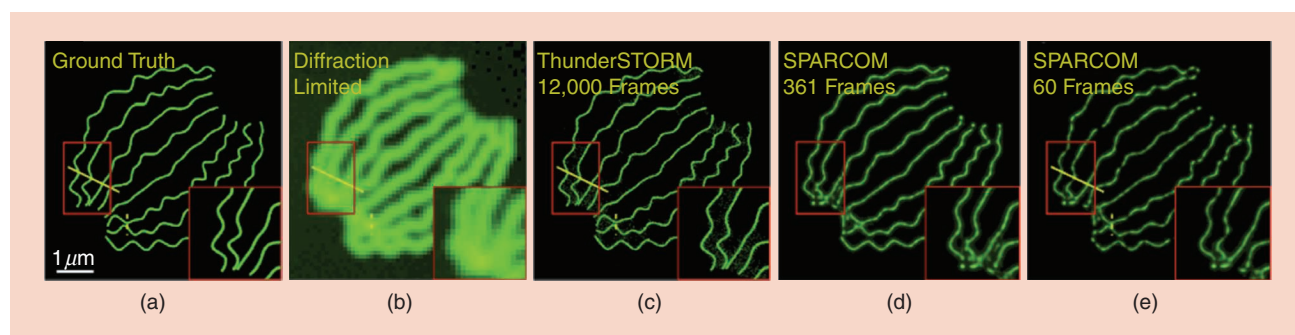 Ground Truth
1 μm
Diffraction
Limited
ThunderSTORM
12,000 Frames
SPARCOM
361 Frames
SPARCOM
60 Frames
(a)
(b)
(c)
(d)
(e)